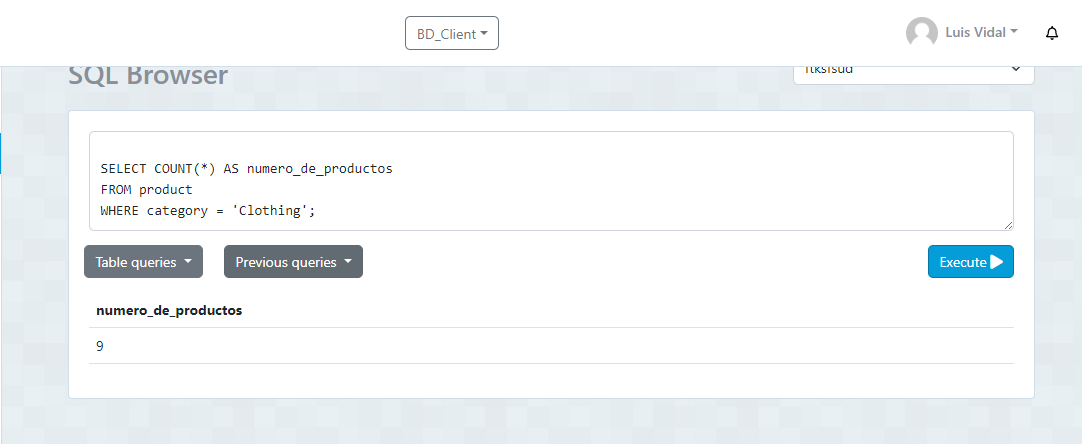 BD_Client
Luis Vidal
SQL Browser
SELECT COUNT(*) AS numero_de_productos
FROM product
WHERE category = 'Clothing';
Table queries
Previous queries
Execute
numero_de_productos
9